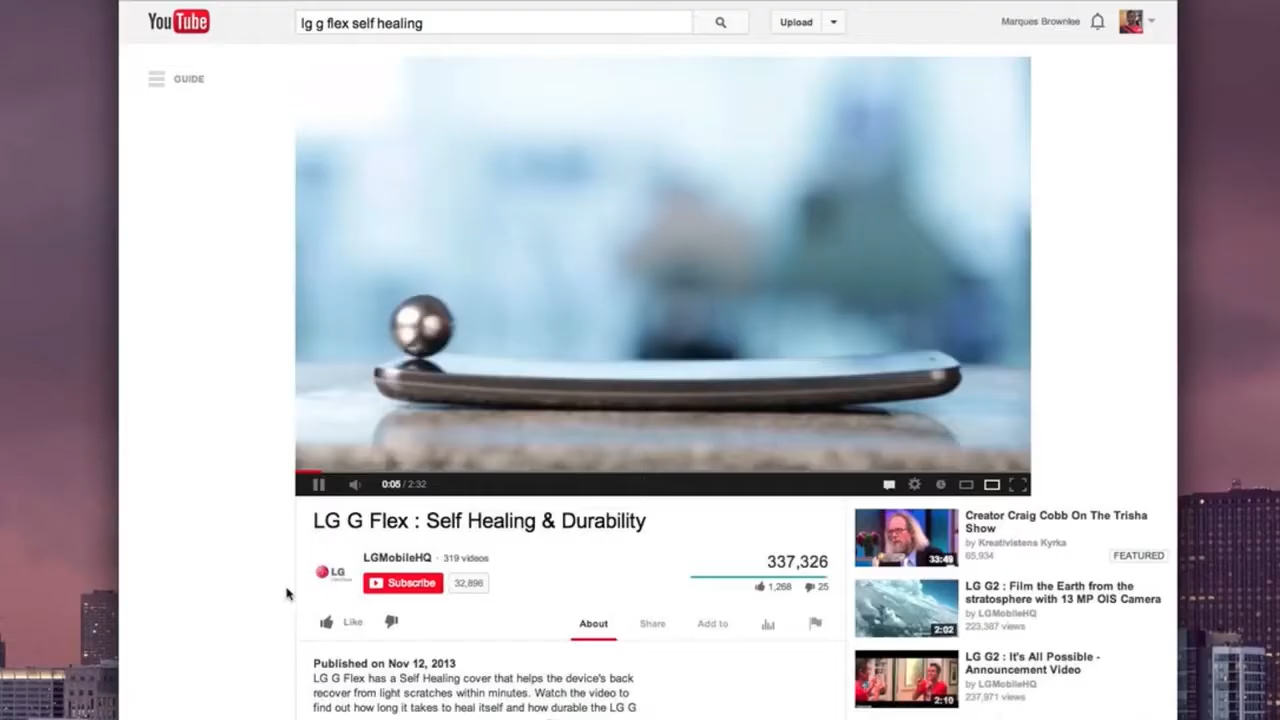 YouTube
lg g flex self healing
Upload
Marques Brownlee
GUIDE
0:05 / 2:32
LG G Flex : Self Healing & Durability
LG
LGMobileHQ · 319 videos
Subscribe 32,896
337,326
1,268 25
Like
About Share Add to
Published on Nov 12, 2013
LG G Flex has a Self Healing cover that helps the device's back
recover from light scratches within minutes. Watch the video to
find out how long it takes to heal itself and how durable the LG G
33:49
Creator Craig Cobb On The Trisha
Show
by Kreativistens Kyrka
65,934
FEATURED
2:02
LG G2 : Film the Earth from the
stratosphere with 13 MP OIS Camera
by LGMobileHQ
223,387 views
2:10
LG G2 : It's All Possible -
Announcement Video
by LGMobileHQ
237,971 views